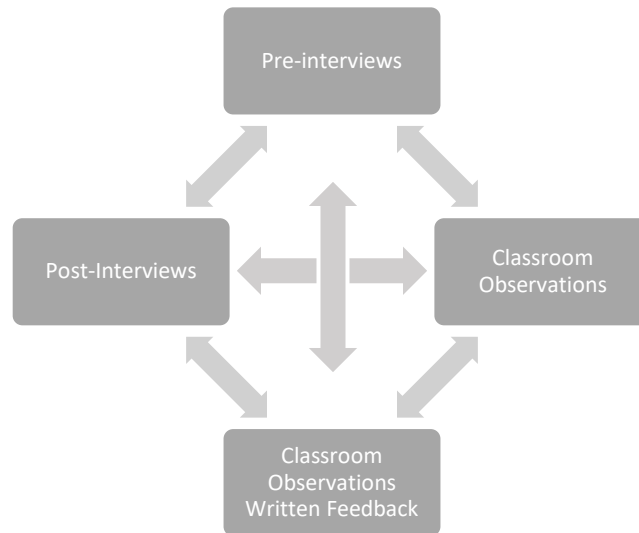 Pre-interviews
Post-Interviews
Classroom
Observations
Classroom
Observations
Written Feedback